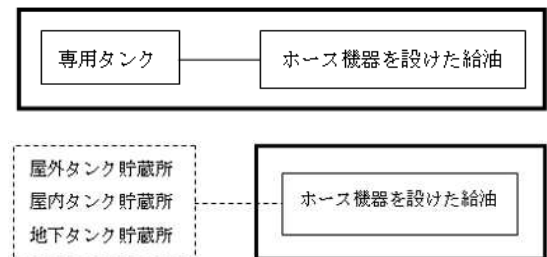 専用タンク
ホース機器を設けた給油
屋外タンク貯蔵所
屋内タンク貯蔵所
地下タンク貯蔵所
ホース機器を設けた給油